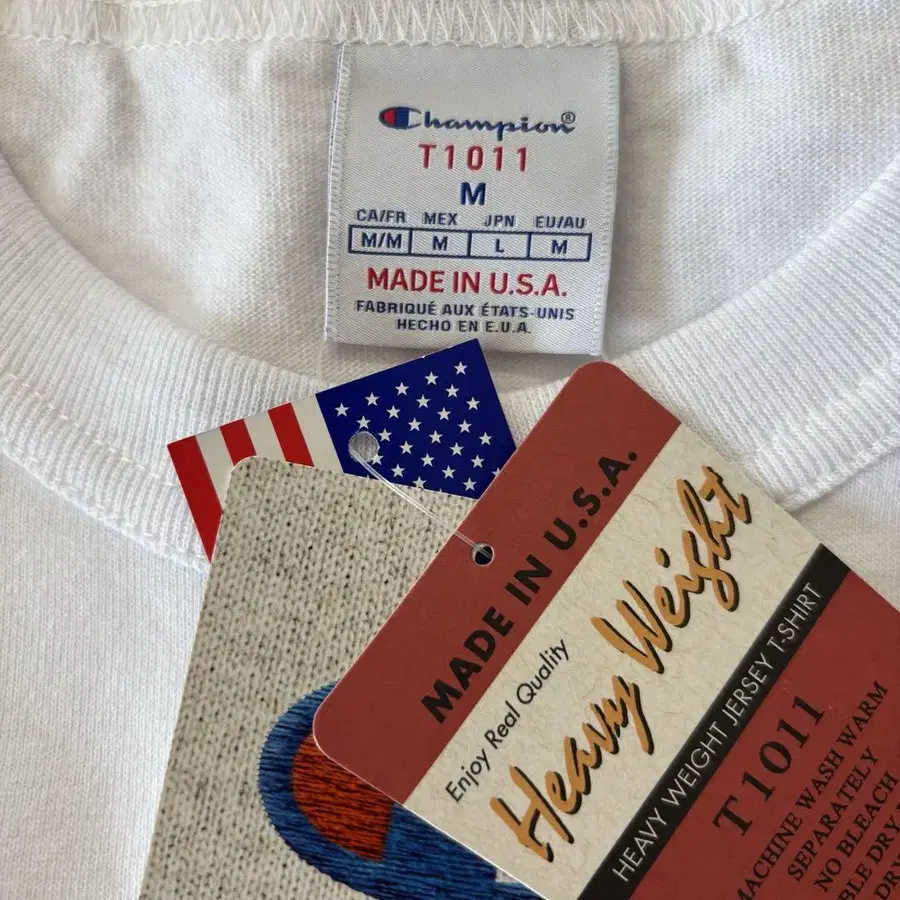 Champion®
T1011
M
CA/FR MEX JPN EU/AU
M/M M L M
MADE IN U.S.A.
FABRIQUÉ AUX ÉTATS-UNIS
HECHO EN E.U.A.
MADE IN U.S.A.
Enjoy Real Quality
Heavy Weight
HEAVY WEIGHT JERSEY T-SHIRT
T1011
MACHINE WASH WARM
SEPARATELY
NO BLEACH
DRY